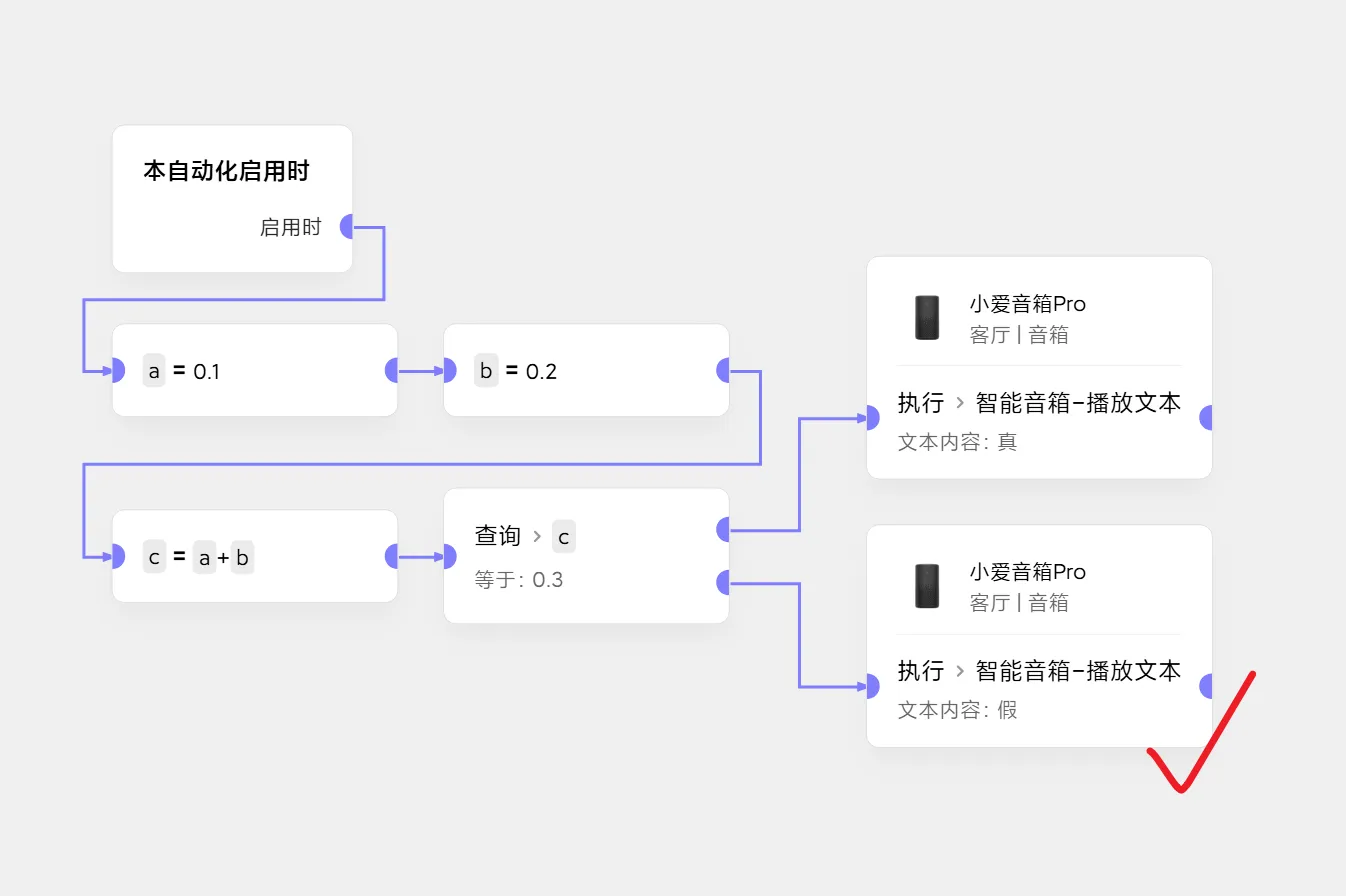 本自动化启用时
启用时
a = 0.1
b = 0.2
c = a + b
查询 › c
等于: 0.3
小爱音箱Pro
客厅 | 音箱
执行 › 智能音箱-播放文本
文本内容: 真
小爱音箱Pro
客厅 | 音箱
执行 › 智能音箱-播放文本
文本内容: 假